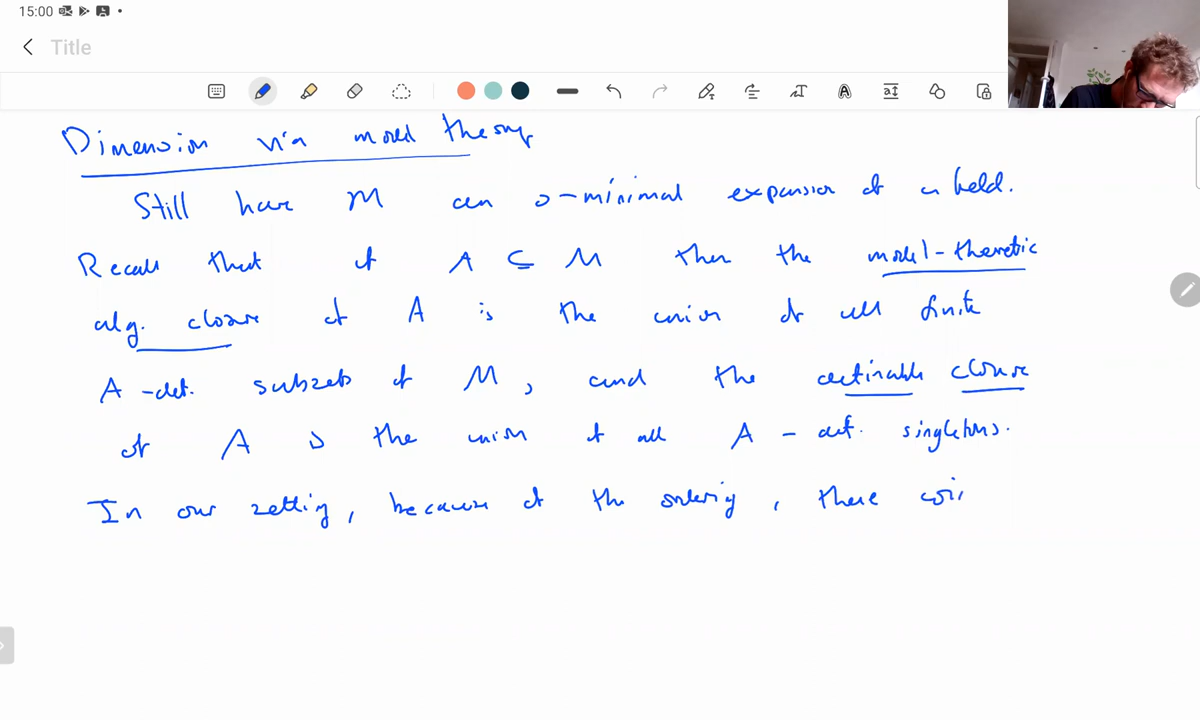 15:00
Title
Dimension via model theory
Still have M an o-minimal expansion of a field.
Recall that if A ⊆ M then the model-theoretic
alg. closure of A is the union of all finite
A-def. subsets of M, and the definable closure
of A is the union of all A-def. singletons.
In our setting, because of the ordering, these coi